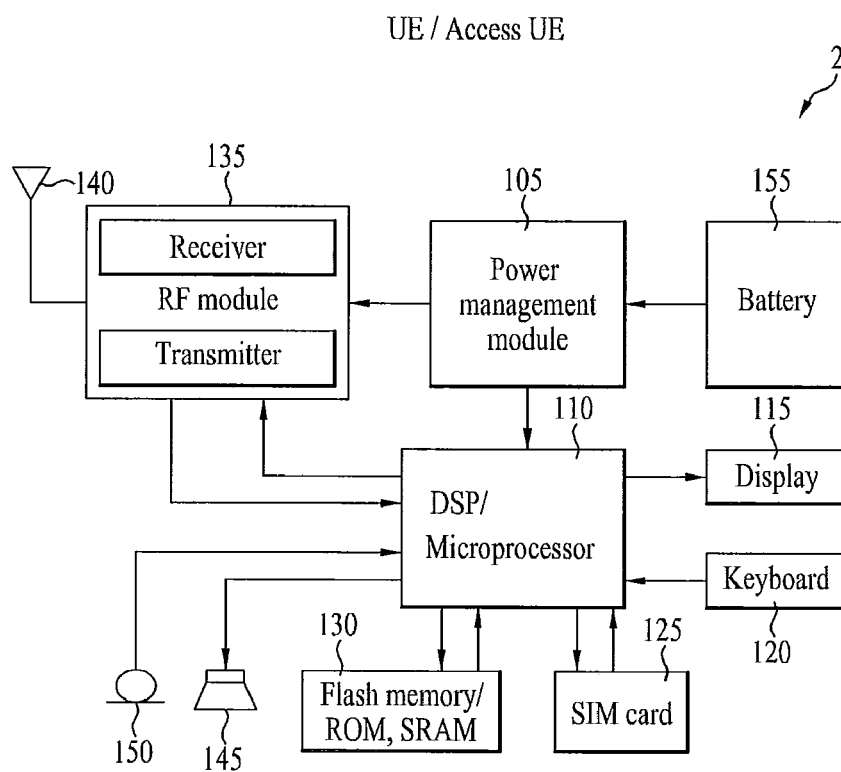 UE / Access UE
2
135
140
105
155
Receiver
RF module
Transmitter
Power
management
module
Battery
110
115
DSP/
Microprocessor
Display
Keyboard
120
130
125
Flash memory/
ROM, SRAM
SIM card
150
145